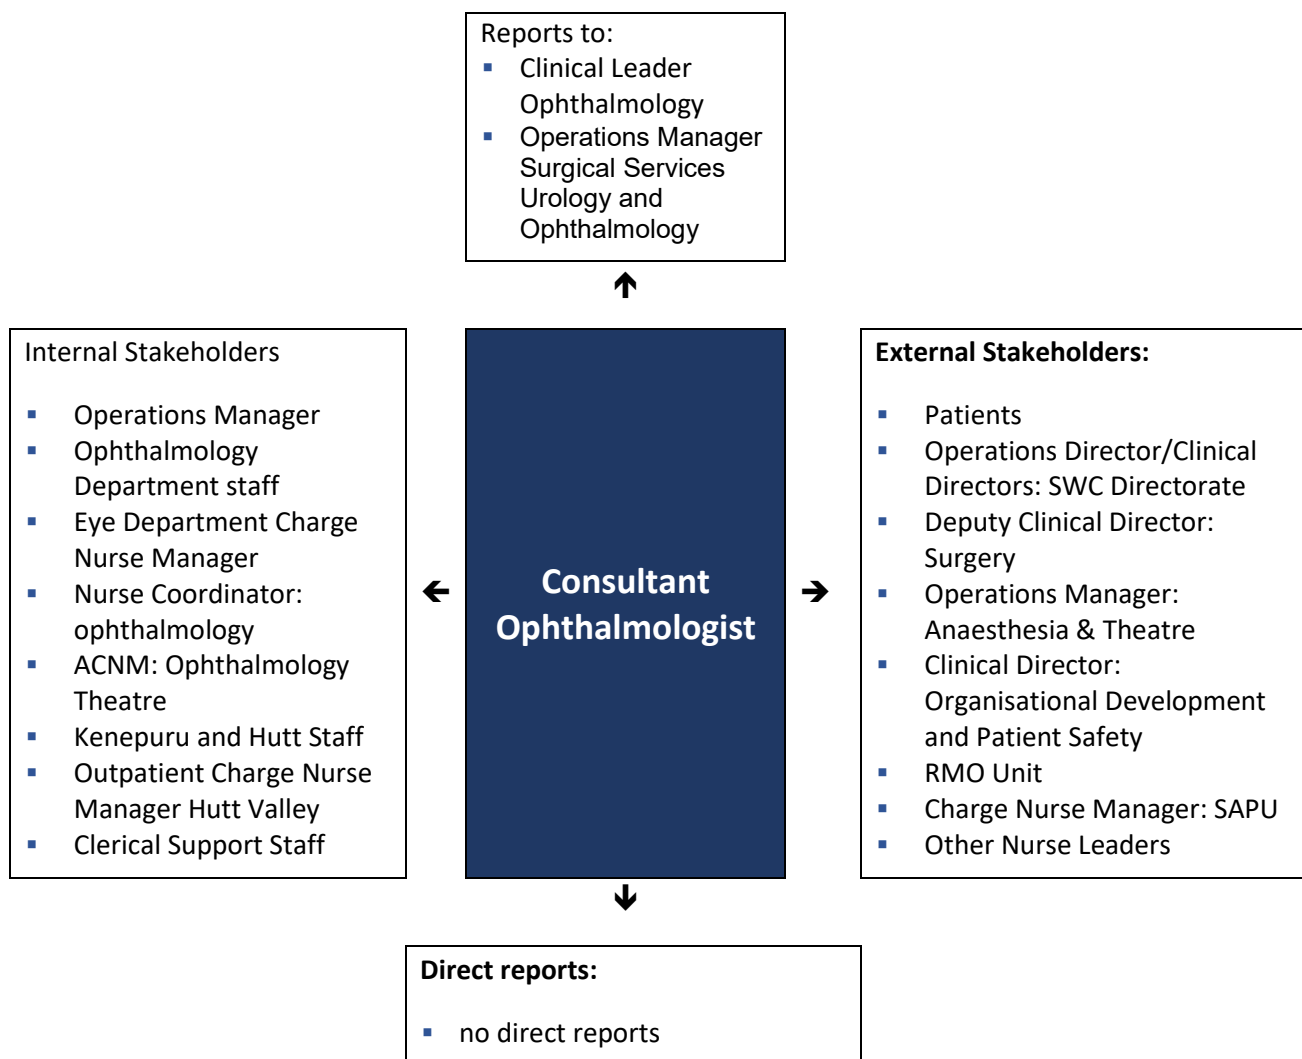 Reports to:
▪ Clinical Leader
Ophthalmology
▪ Operations Manager
Surgical Services
Urology and
Ophthalmology
Internal Stakeholders
▪ Operations Manager
▪ Ophthalmology
Department staff
▪ Eye Department Charge
Nurse Manager
▪ Nurse Coordinator:
ophthalmology
▪ ACNM: Ophthalmology
Theatre
▪ Kenepuru and Hutt Staff
▪ Outpatient Charge Nurse
Manager Hutt Valley
▪ Clerical Support Staff
Consultant
Ophthalmologist
External Stakeholders:
▪ Patients
▪ Operations Director/Clinical
Directors: SWC Directorate
▪ Deputy Clinical Director:
Surgery
▪ Operations Manager:
Anaesthesia & Theatre
▪ Clinical Director:
Organisational Development
and Patient Safety
▪ RMO Unit
▪ Charge Nurse Manager: SAPU
▪ Other Nurse Leaders
Direct reports:
▪ no direct reports